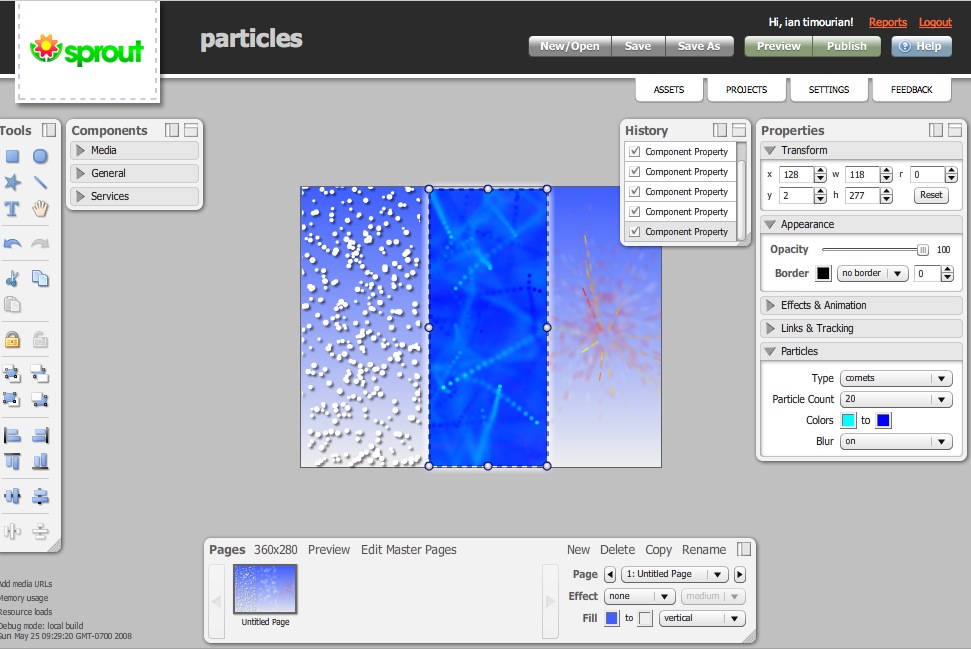 Hi, ian timourian! Reports Logout
sprout
particles
New/Open Save Save As Preview Publish ? Help
ASSETS PROJECTS SETTINGS FEEDBACK
Tools
Components
Media
General
Services
History
Component Property
Component Property
Component Property
Component Property
Component Property
Properties
Transform
x 128 w 118 r 0
y 2 h 277 Reset
Appearance
Opacity 100
Border no border 0
Effects & Animation
Links & Tracking
Particles
Type comets
Particle Count 20
Colors to
Blur on
T
Pages 360x280 Preview Edit Master Pages
New Delete Copy Rename
Untitled Page
Page 1: Untitled Page
Effect none medium
Fill to vertical
Add media URLs
Memory usage
Resource loads
Debug mode: local build
Sun May 25 09:29:20 GMT-0700 2008